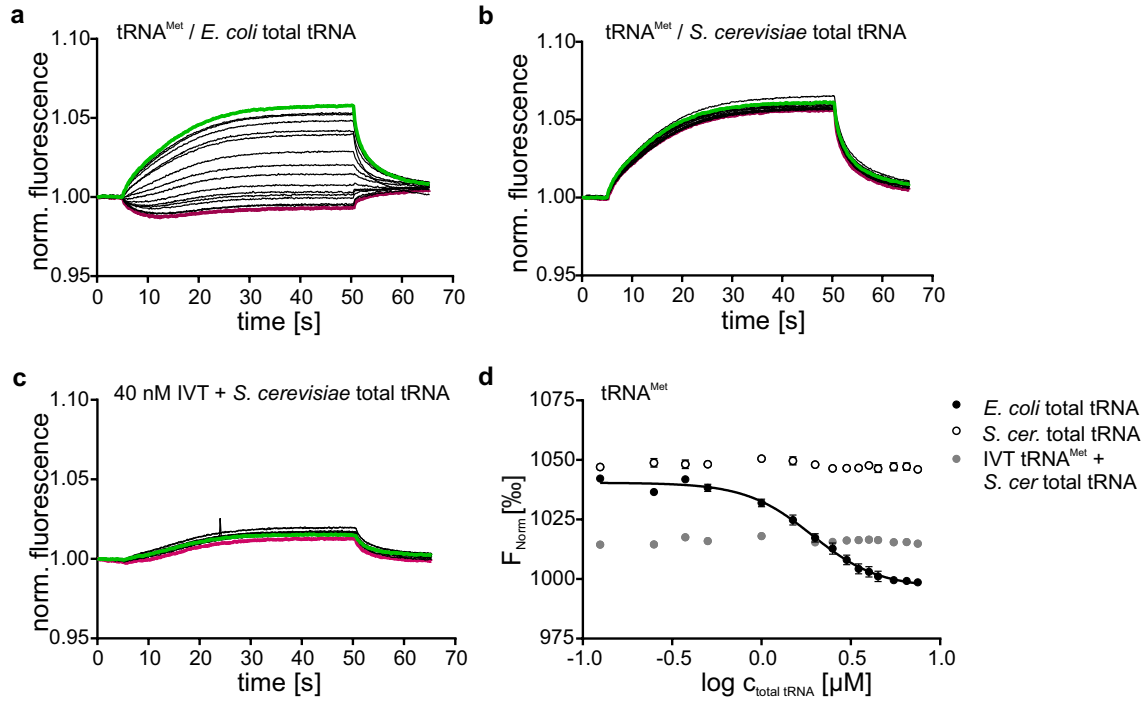 a
tRNA^Met / E. coli total tRNA
1.10
1.05
1.00
0.95
norm. fluorescence
0 10 20 30 40 50 60 70
time [s]
b
tRNA^Met / S. cerevisiae total tRNA
1.10
1.05
1.00
0.95
norm. fluorescence
0 10 20 30 40 50 60 70
time [s]
c
40 nM IVT + S. cerevisiae total tRNA
1.10
1.05
1.00
0.95
norm. fluorescence
0 10 20 30 40 50 60 70
time [s]
d
tRNA^Met
1075
1050
1025
1000
975
F_Norm [‰]
-1.0 -0.5 0.0 0.5 1.0
log c_total tRNA [µM]
E. coli total tRNA
S. cer. total tRNA
IVT tRNA^Met +
S. cer total tRNA